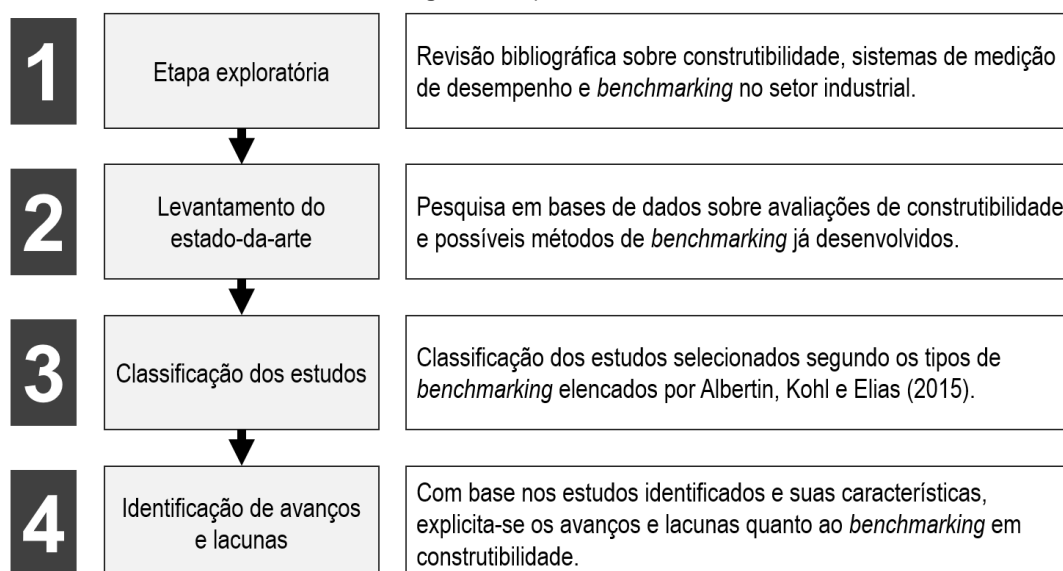 1
Etapa exploratória
Revisão bibliográfica sobre construtibilidade, sistemas de medição
de desempenho e benchmarking no setor industrial.
2
Levantamento do
estado-da-arte
Pesquisa em bases de dados sobre avaliações de construtibilidade
e possíveis métodos de benchmarking já desenvolvidos.
3
Classificação dos estudos
Classificação dos estudos selecionados segundo os tipos de
benchmarking elencados por Albertin, Kohl e Elias (2015).
4
Identificação de avanços
e lacunas
Com base nos estudos identificados e suas características,
explicita-se os avanços e lacunas quanto ao benchmarking em
construtibilidade.